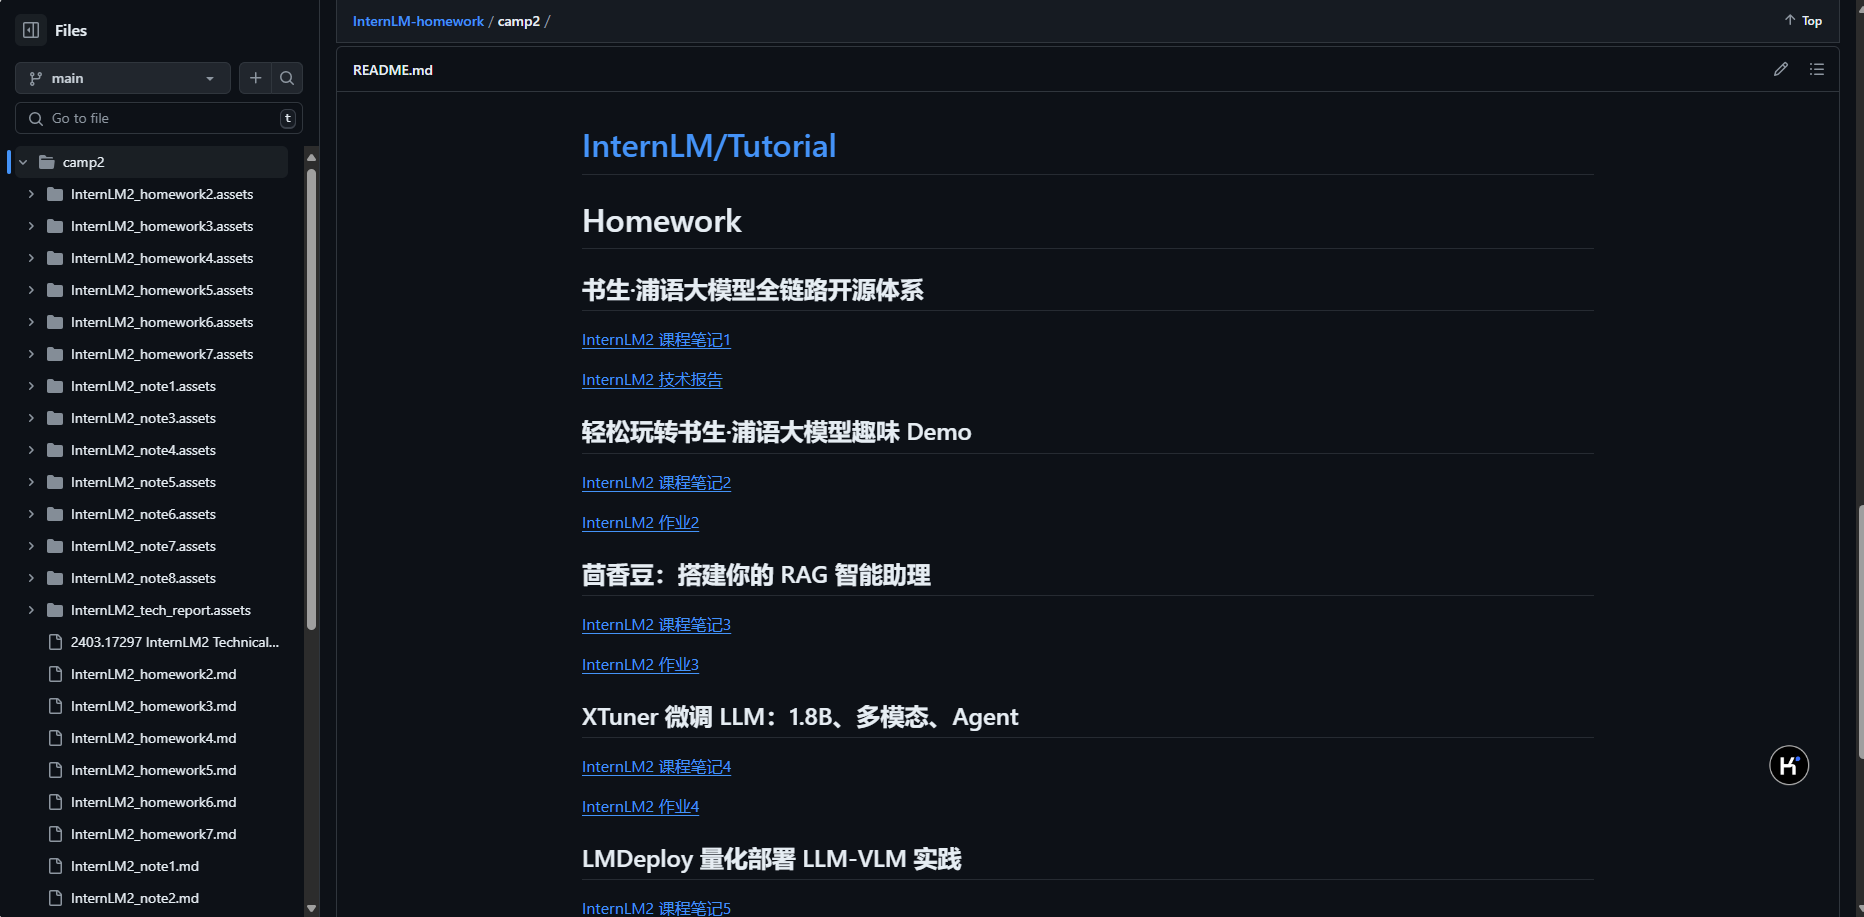 Files
main
Go to file
t
camp2
InternLM2_homework2.assets
InternLM2_homework3.assets
InternLM2_homework4.assets
InternLM2_homework5.assets
InternLM2_homework6.assets
InternLM2_homework7.assets
InternLM2_note1.assets
InternLM2_note3.assets
InternLM2_note4.assets
InternLM2_note5.assets
InternLM2_note6.assets
InternLM2_note7.assets
InternLM2_note8.assets
InternLM2_tech_report.assets
2403.17297 InternLM2 Technical...
InternLM2_homework2.md
InternLM2_homework3.md
InternLM2_homework4.md
InternLM2_homework5.md
InternLM2_homework6.md
InternLM2_homework7.md
InternLM2_note1.md
InternLM2_note2.md
InternLM-homework / camp2 /
Top
README.md
InternLM/Tutorial
Homework
书生·浦语大模型全链路开源体系
InternLM2 课程笔记1
InternLM2 技术报告
轻松玩转书生·浦语大模型趣味 Demo
InternLM2 课程笔记2
InternLM2 作业2
茴香豆：搭建你的 RAG 智能助理
InternLM2 课程笔记3
InternLM2 作业3
XTuner 微调 LLM：1.8B、多模态、Agent
InternLM2 课程笔记4
InternLM2 作业4
LMDeploy 量化部署 LLM-VLM 实践
InternLM2 课程笔记5
K